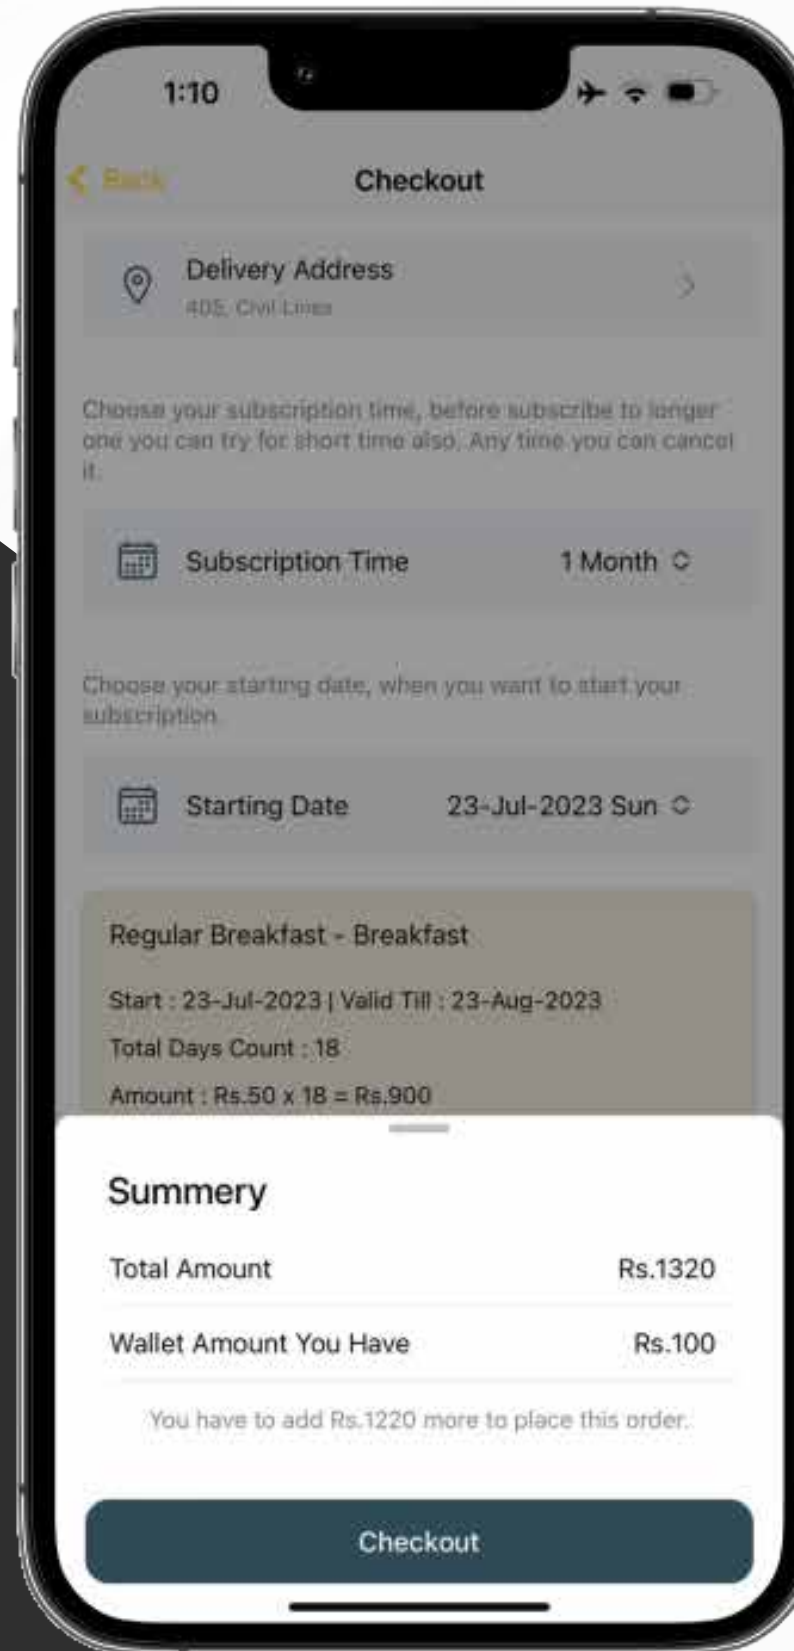 1:10
Back
Checkout
Delivery Address
405, Civil Lines
Choose your subscription time, before subscribe to longer
one you can try for short time also. Any time you can cancel
it.
Subscription Time
1 Month
Choose your starting date, when you want to start your
subscription.
Starting Date
23-Jul-2023 Sun
Regular Breakfast - Breakfast
Start : 23-Jul-2023 | Valid Till : 23-Aug-2023
Total Days Count : 18
Amount : Rs.50 x 18 = Rs.900
Summery
Total Amount
Rs.1320
Wallet Amount You Have
Rs.100
You have to add Rs.1220 more to place this order.
Checkout